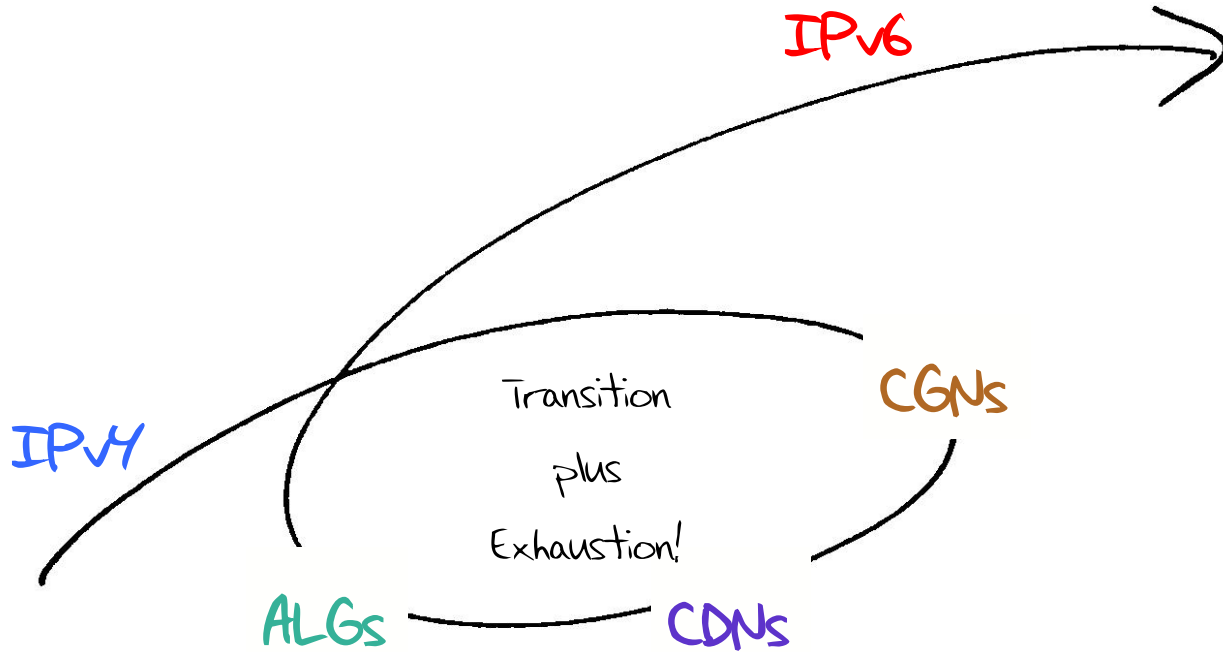 IPv6
IPv4
Transition
plus
Exhaustion!
CGNs
ALGs
CDNs